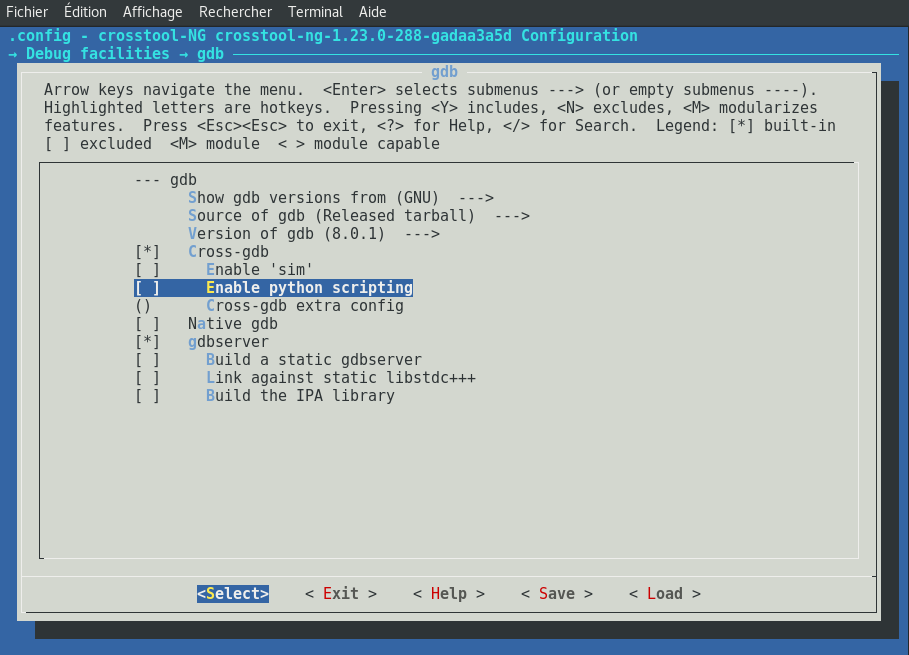 Fichier Édition Affichage Rechercher Terminal Aide
.config - crosstool-NG crosstool-ng-1.23.0-288-gadaa3a5d Configuration
→ Debug facilities → gdb
gdb
Arrow keys navigate the menu.  <Enter> selects submenus ---> (or empty submenus ----).
Highlighted letters are hotkeys.  Pressing <Y> includes, <N> excludes, <M> modularizes
features.  Press <Esc><Esc> to exit, <?> for Help, </> for Search.  Legend: [*] built-in
[ ] excluded  <M> module  < > module capable
--- gdb
Show gdb versions from (GNU)  --->
Source of gdb (Released tarball)  --->
Version of gdb (8.0.1)  --->
[*]   Cross-gdb
[ ]     Enable 'sim'
[ ]     Enable python scripting
()      Cross-gdb extra config
[ ]   Native gdb
[*]   gdbserver
[ ]     Build a static gdbserver
[ ]     Link against static libstdc+++
[ ]     Build the IPA library
<Select>    < Exit >    < Help >    < Save >    < Load >